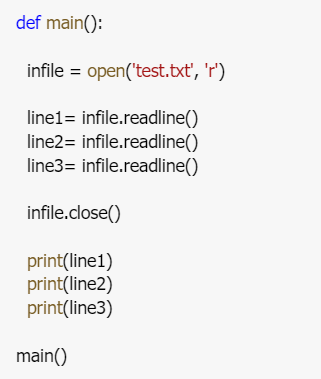 def main():
infile = open('test.txt', 'r')
line1= infile.readline()
line2= infile.readline()
line3= infile.readline()
infile.close()
print(line1)
print(line2)
print(line3)
main()